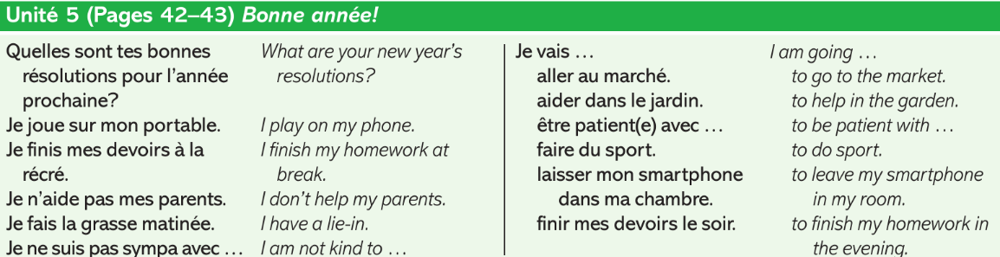 Unité 5 (Pages 42–43) Bonne année!
Quelles sont tes bonnes
résolutions pour l'année
prochaine?
What are your new year's
resolutions?
Je joue sur mon portable.
I play on my phone.
Je finis mes devoirs à la
récré.
I finish my homework at
break.
Je n'aide pas mes parents.
I don't help my parents.
Je fais la grasse matinée.
I have a lie-in.
Je ne suis pas sympa avec …
I am not kind to …
Je vais …
I am going …
aller au marché.
to go to the market.
aider dans le jardin.
to help in the garden.
être patient(e) avec …
to be patient with …
faire du sport.
to do sport.
laisser mon smartphone
dans ma chambre.
to leave my smartphone
in my room.
finir mes devoirs le soir.
to finish my homework in
the evening.